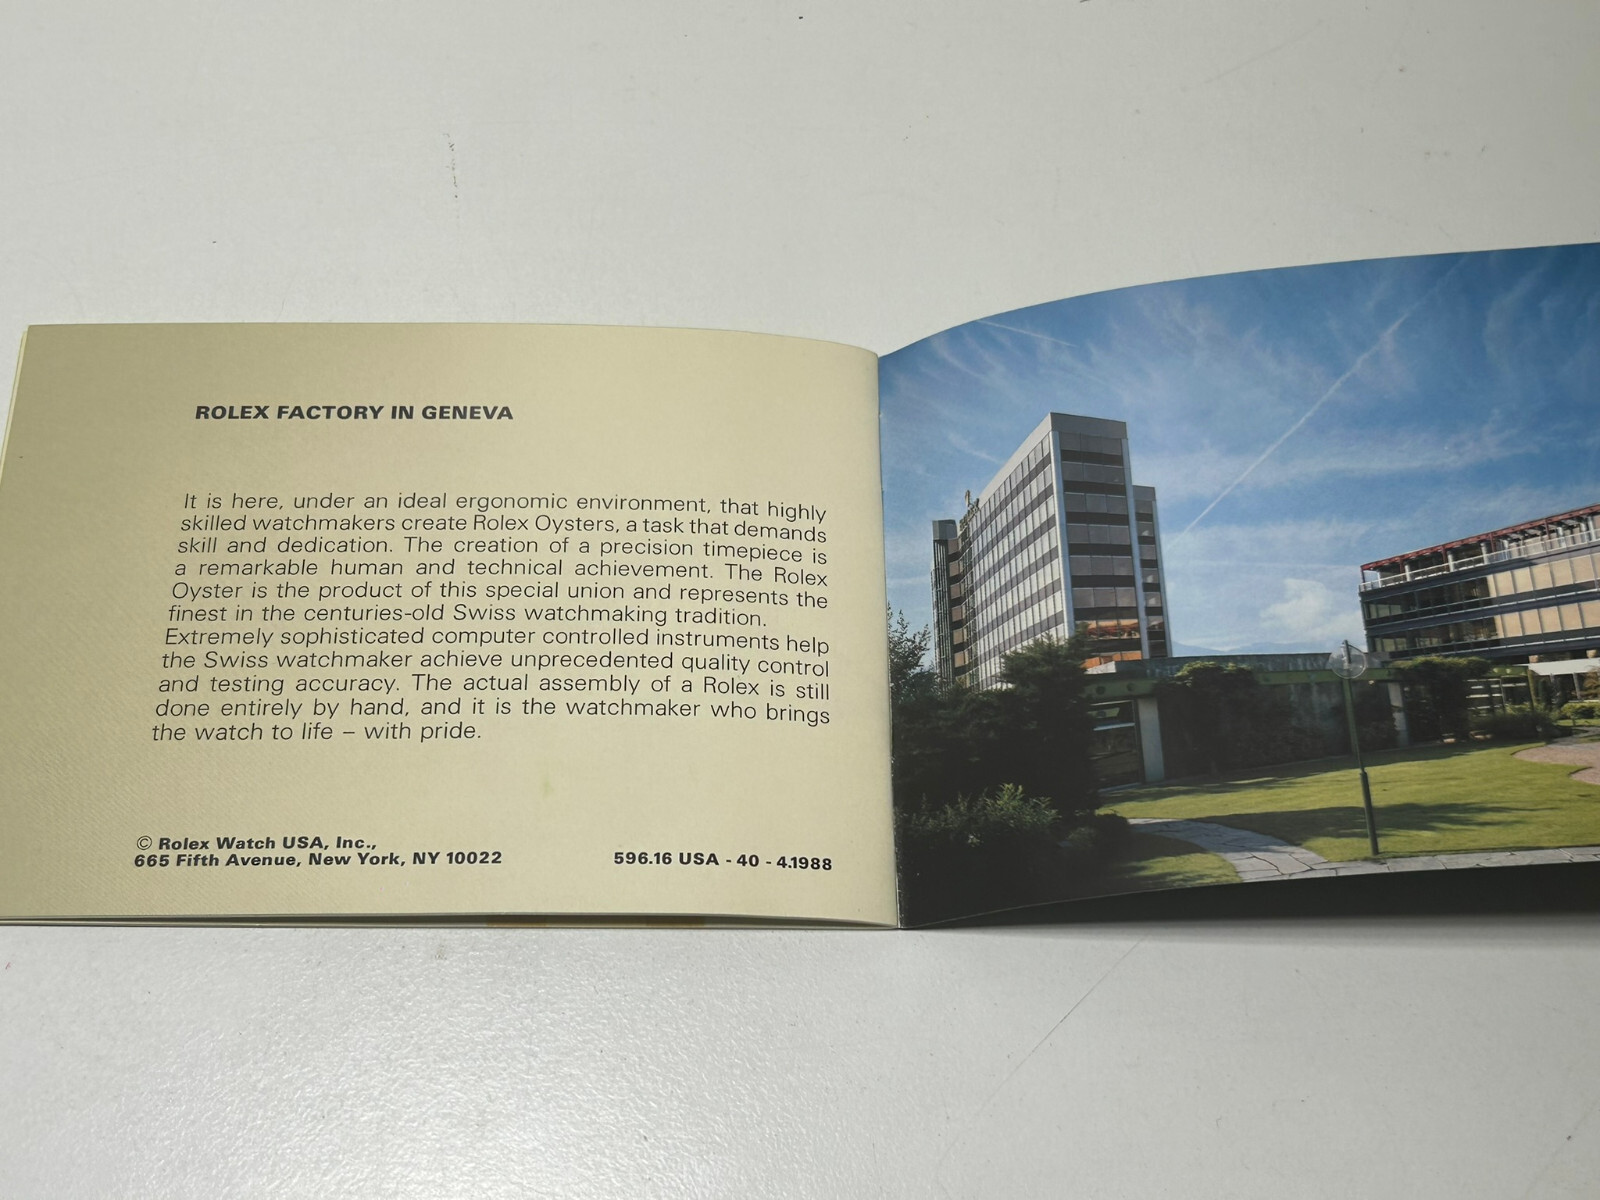 ROLEX FACTORY IN GENEVA
It is here, under an ideal ergonomic environment, that highly
skilled watchmakers create Rolex Oysters, a task that demands
skill and dedication. The creation of a precision timepiece is
a remarkable human and technical achievement. The Rolex
Oyster is the product of this special union and represents the
finest in the centuries-old Swiss watchmaking tradition.
Extremely sophisticated computer controlled instruments help
the Swiss watchmaker achieve unprecedented quality control
and testing accuracy. The actual assembly of a Rolex is still
done entirely by hand, and it is the watchmaker who brings
the watch to life – with pride.
© Rolex Watch USA, Inc.,
665 Fifth Avenue, New York, NY 10022
596.16 USA - 40 - 4.1988